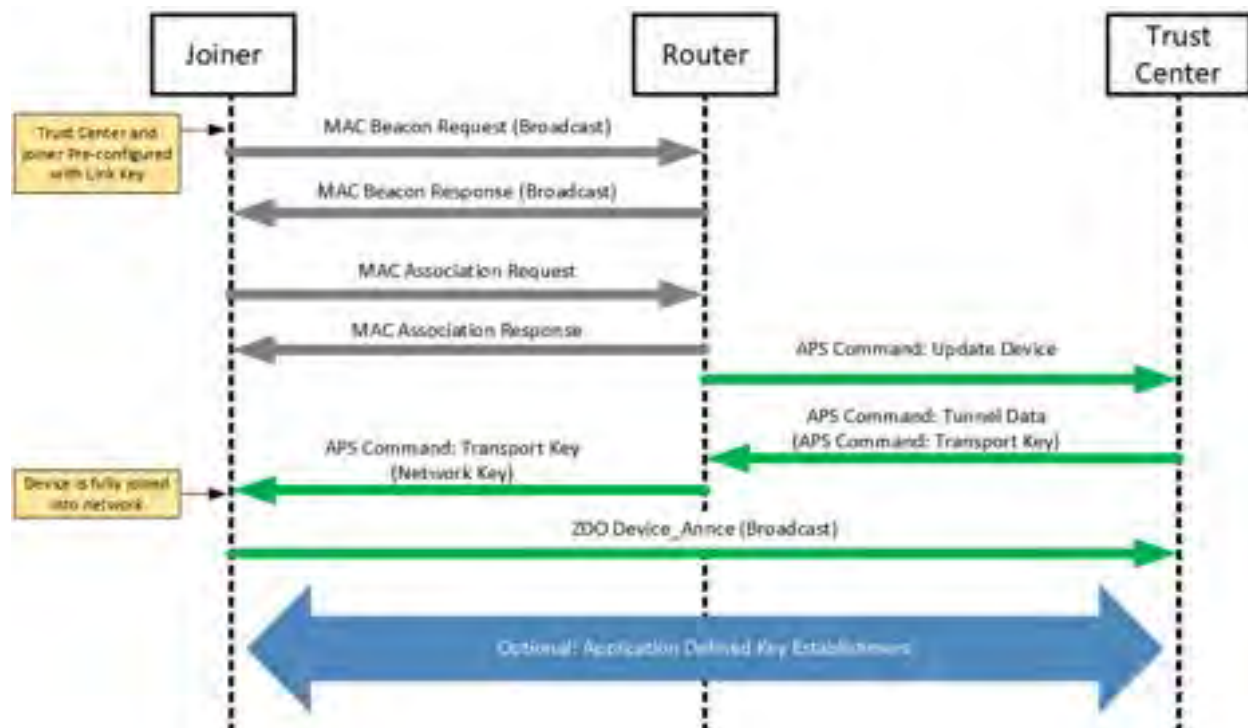 Joiner
Router
Trust
Center
Trust Center and
joiner Pre-configured
with Link Key
MAC Beacon Request (Broadcast)
MAC Beacon Response (Broadcast)
MAC Association Request
MAC Association Response
APS Command: Update Device
APS Command: Tunnel Data
(APS Command: Transport Key)
APS Command: Transport Key
(Network Key)
Device is fully joined
into network
ZDO Device_Annce (Broadcast)
Optional: Application Defined Key Establishment